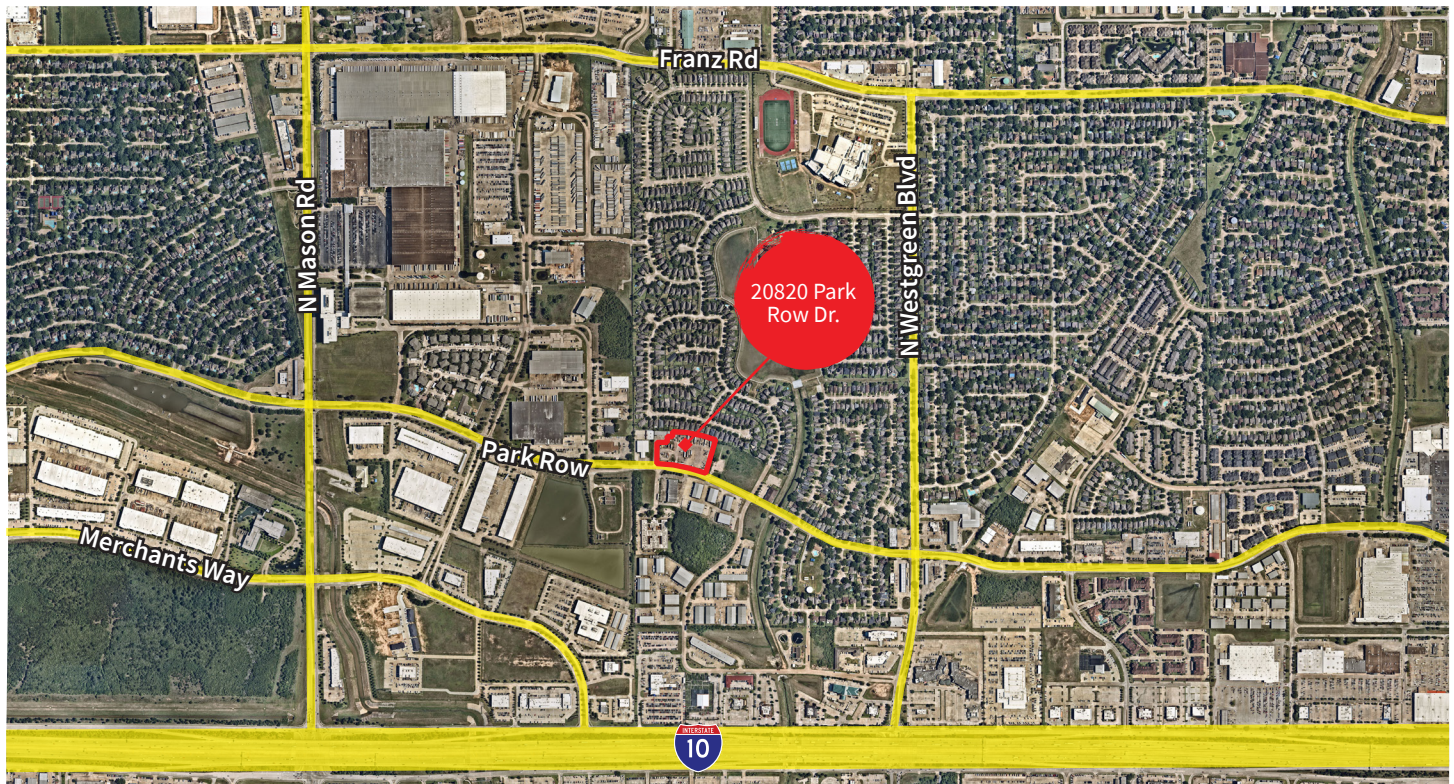 Franz Rd
N Mason Rd
N Westgreen Blvd
20820 Park
Row Dr.
Park Row
Merchants Way
INTERSTATE
10